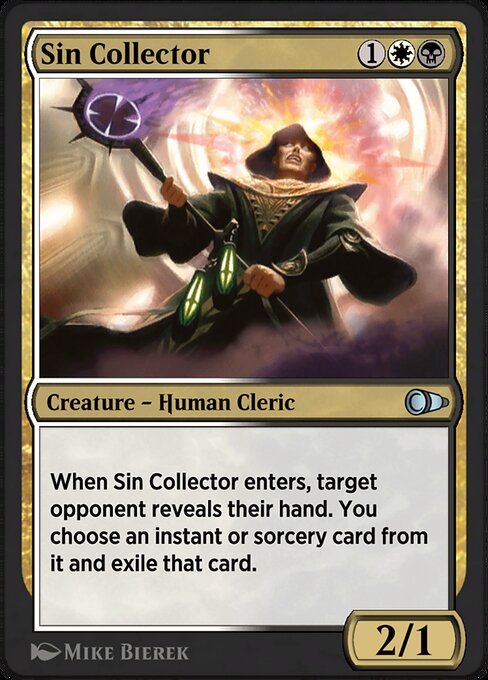 Sin Collector 1
Creature – Human Cleric
When Sin Collector enters, target
opponent reveals their hand. You
choose an instant or sorcery card from
it and exile that card.
2/1
Mike Bierek